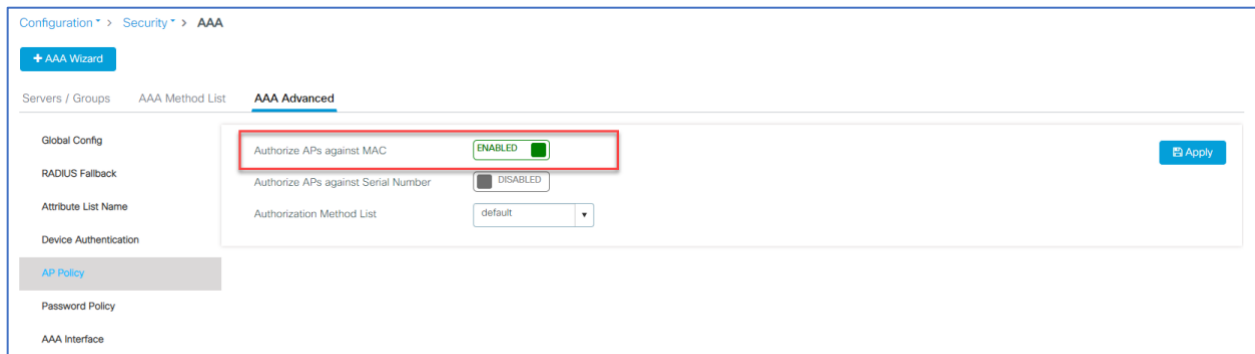 Configuration > Security > AAA
+ AAA Wizard
Servers / Groups AAA Method List AAA Advanced
Global Config
RADIUS Fallback
Attribute List Name
Device Authentication
AP Policy
Password Policy
AAA Interface
Authorize APs against MAC ENABLED
Authorize APs against Serial Number DISABLED
Authorization Method List default
Apply